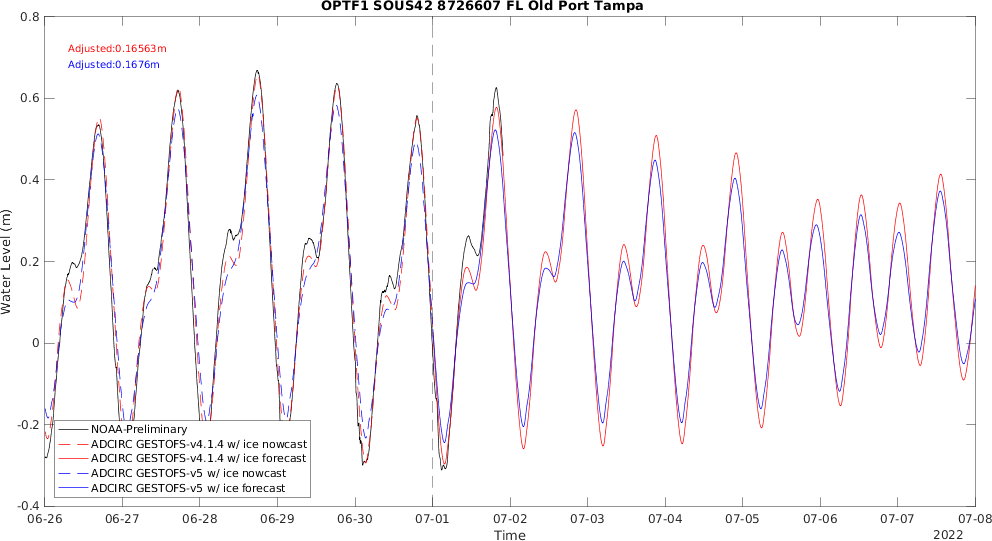 OPTF1 SOUS42 8726607 FL Old Port Tampa
Adjusted:0.16563m
Adjusted:0.1676m
Water Level (m)
0.8
0.6
0.4
0.2
0
-0.2
-0.4
NOAA-Preliminary
ADCIRC GESTOFS-v4.1.4 w/ ice nowcast
ADCIRC GESTOFS-v4.1.4 w/ ice forecast
ADCIRC GESTOFS-v5 w/ ice nowcast
ADCIRC GESTOFS-v5 w/ ice forecast
06-26 06-27 06-28 06-29 06-30 07-01 07-02 07-03 07-04 07-05 07-06 07-07 07-08
Time
2022